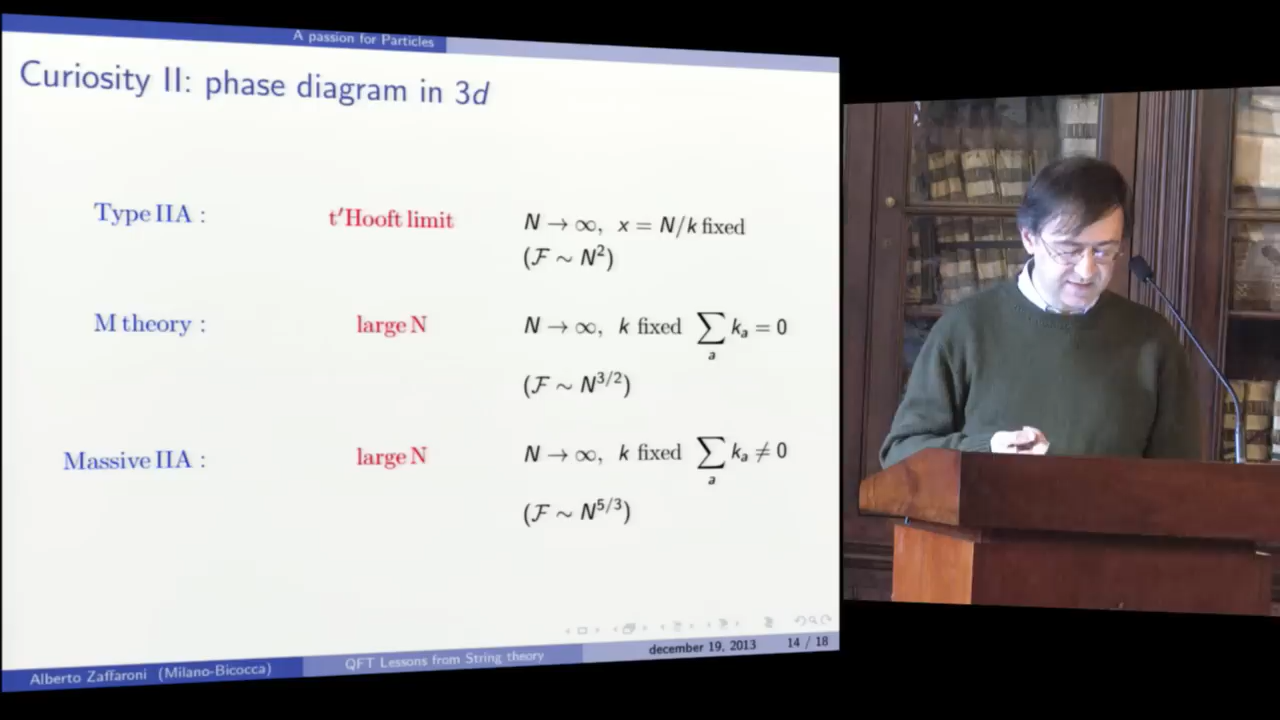 A passion for Particles
Curiosity II: phase diagram in 3d
Type IIA : t′Hooft limit N → ∞, x = N/k fixed
(ℱ ∼ N²)
M theory : large N N → ∞, k fixed ∑ₐ kₐ = 0
(ℱ ∼ N^{3/2})
Massive IIA : large N N → ∞, k fixed ∑ₐ kₐ ≠ 0
(ℱ ∼ N^{5/3})
Alberto Zaffaroni (Milano-Bicocca) QFT Lessons from String theory december 19, 2013 14 / 18